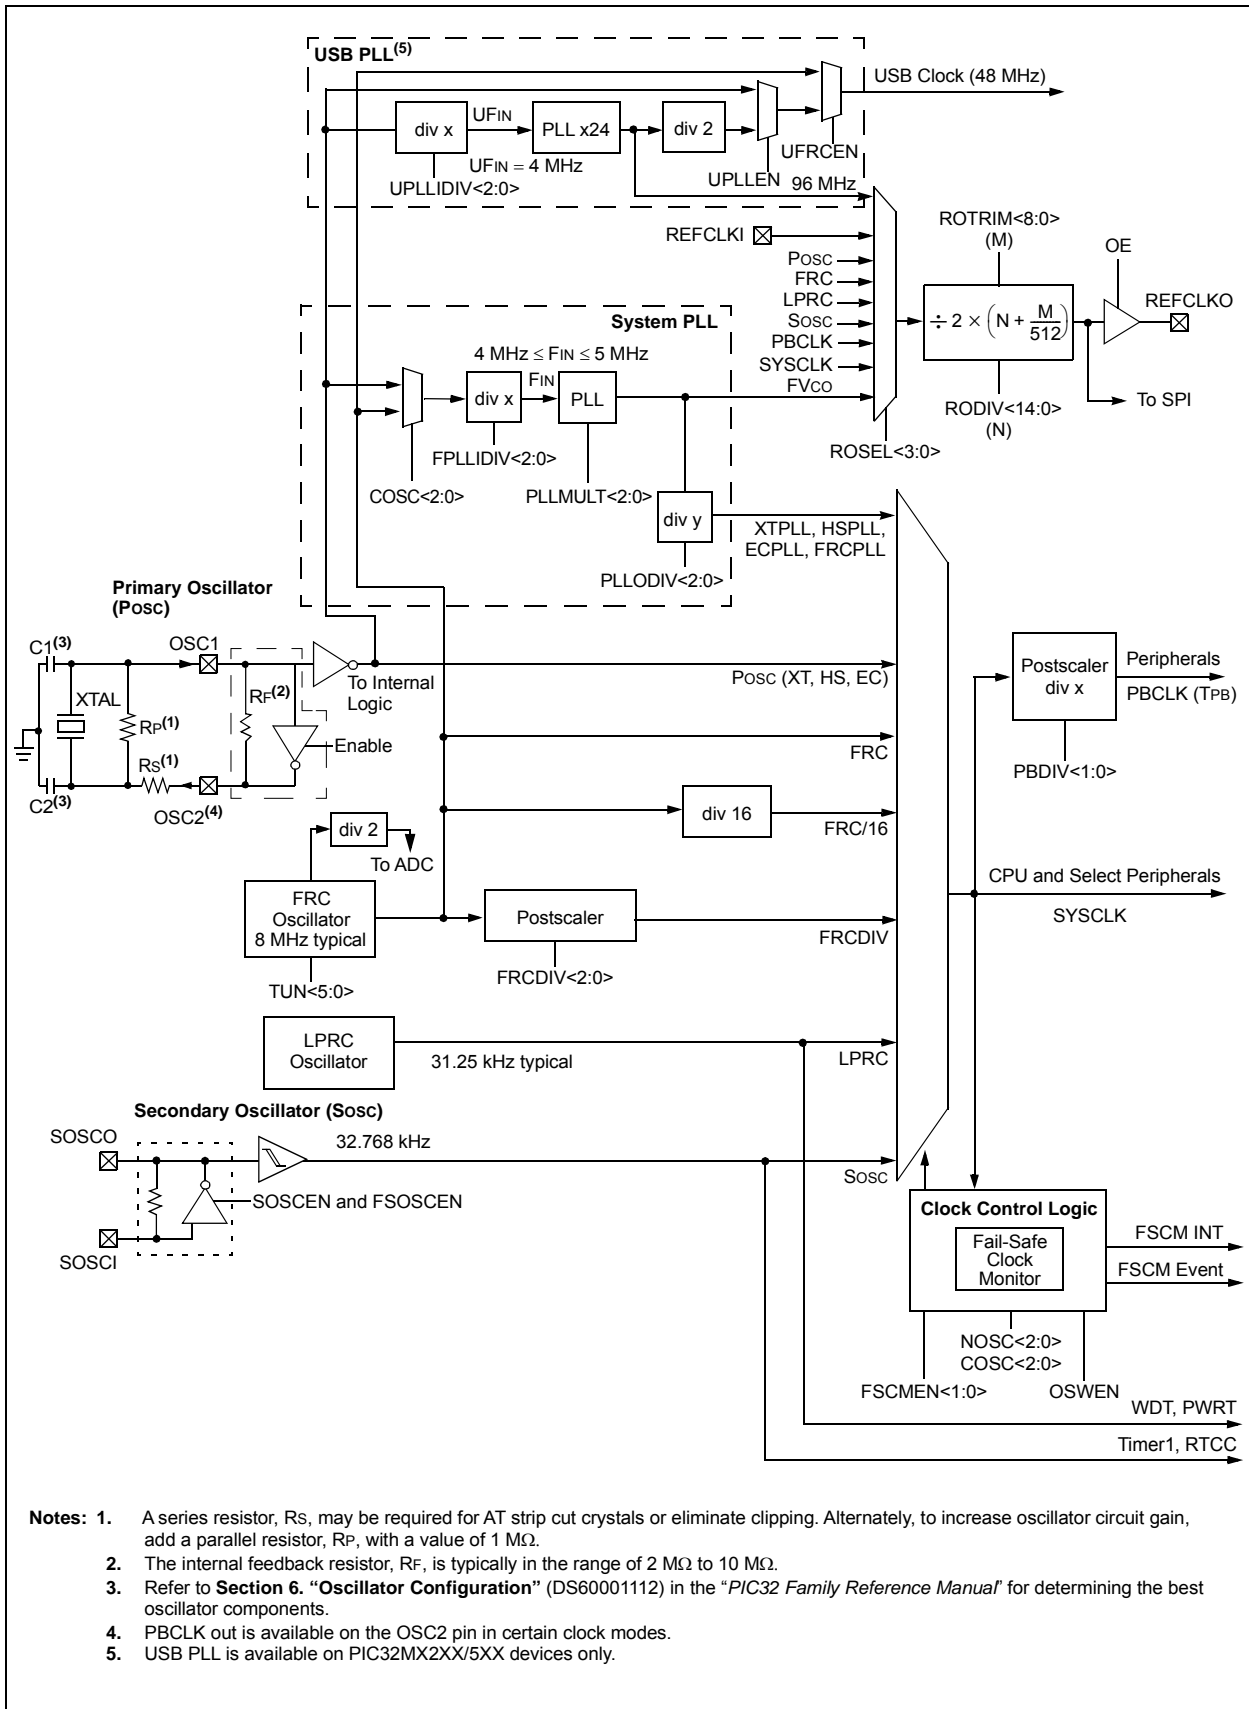 USB PLL(5)
USB Clock (48 MHz)
div x
UFIN
PLL x24
div 2
UFIN = 4 MHz
UFRCEN
UPLLEN
UPLLIDIV<2:0>
96 MHz
REFCLKI
POSC
FRC
LPRC
SOSC
PBCLK
SYSCLK
FVCO
ROTRIM<8:0>
(M)
OE
REFCLKO
÷ 2 × (N + M/512)
To SPI
RODIV<14:0>
(N)
ROSEL<3:0>
System PLL
4 MHz ≤ FIN ≤ 5 MHz
FIN
div x
PLL
FPLLIDIV<2:0>
COSC<2:0>
PLLMULT<2:0>
div y
PLLODIV<2:0>
XTPLL, HSPLL,
ECPLL, FRCPLL
Primary Oscillator
(POSC)
C1(3)
OSC1
XTAL
RP(1)
RF(2)
To Internal
Logic
Enable
RS(1)
C2(3)
OSC2(4)
POSC (XT, HS, EC)
FRC
Postscaler
div x
Peripherals
PBCLK (TPB)
PBDIV<1:0>
div 2
To ADC
div 16
FRC/16
FRC
Oscillator
8 MHz typical
TUN<5:0>
Postscaler
FRCDIV
FRCDIV<2:0>
CPU and Select Peripherals
SYSCLK
LPRC
Oscillator
31.25 kHz typical
LPRC
Secondary Oscillator (SOSC)
SOSCO
32.768 kHz
SOSCEN and FSOSCEN
SOSCI
SOSC
Clock Control Logic
Fail-Safe
Clock
Monitor
FSCM INT
FSCM Event
NOSC<2:0>
COSC<2:0>
FSCMEN<1:0>
OSWEN
WDT, PWRT
Timer1, RTCC
Notes: 1. A series resistor, RS, may be required for AT strip cut crystals or eliminate clipping. Alternately, to increase oscillator circuit gain,
add a parallel resistor, RP, with a value of 1 MΩ.
2. The internal feedback resistor, RF, is typically in the range of 2 MΩ to 10 MΩ.
3. Refer to Section 6. “Oscillator Configuration” (DS60001112) in the “PIC32 Family Reference Manual” for determining the best
oscillator components.
4. PBCLK out is available on the OSC2 pin in certain clock modes.
5. USB PLL is available on PIC32MX2XX/5XX devices only.